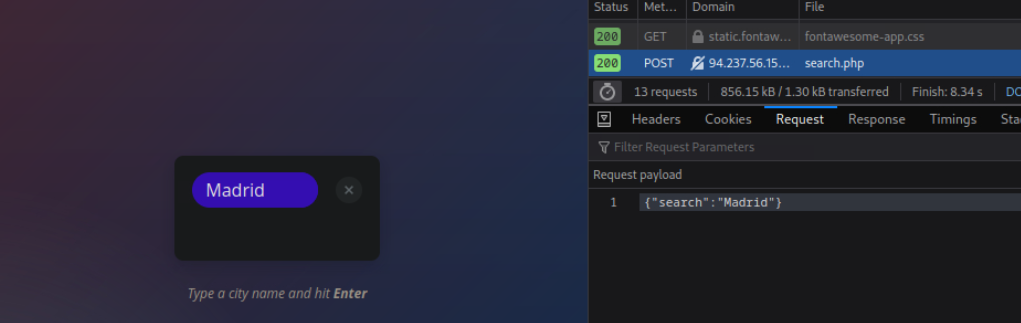 Madrid
×
Type a city name and hit Enter
Status Met... Domain File
200 GET static.fontaw... fontawesome-app.css
200 POST 94.237.56.15... search.php
13 requests 856.15 kB / 1.30 kB transferred Finish: 8.34 s DO
Headers Cookies Request Response Timings Sta
Filter Request Parameters
Request payload
1 {"search":"Madrid"}